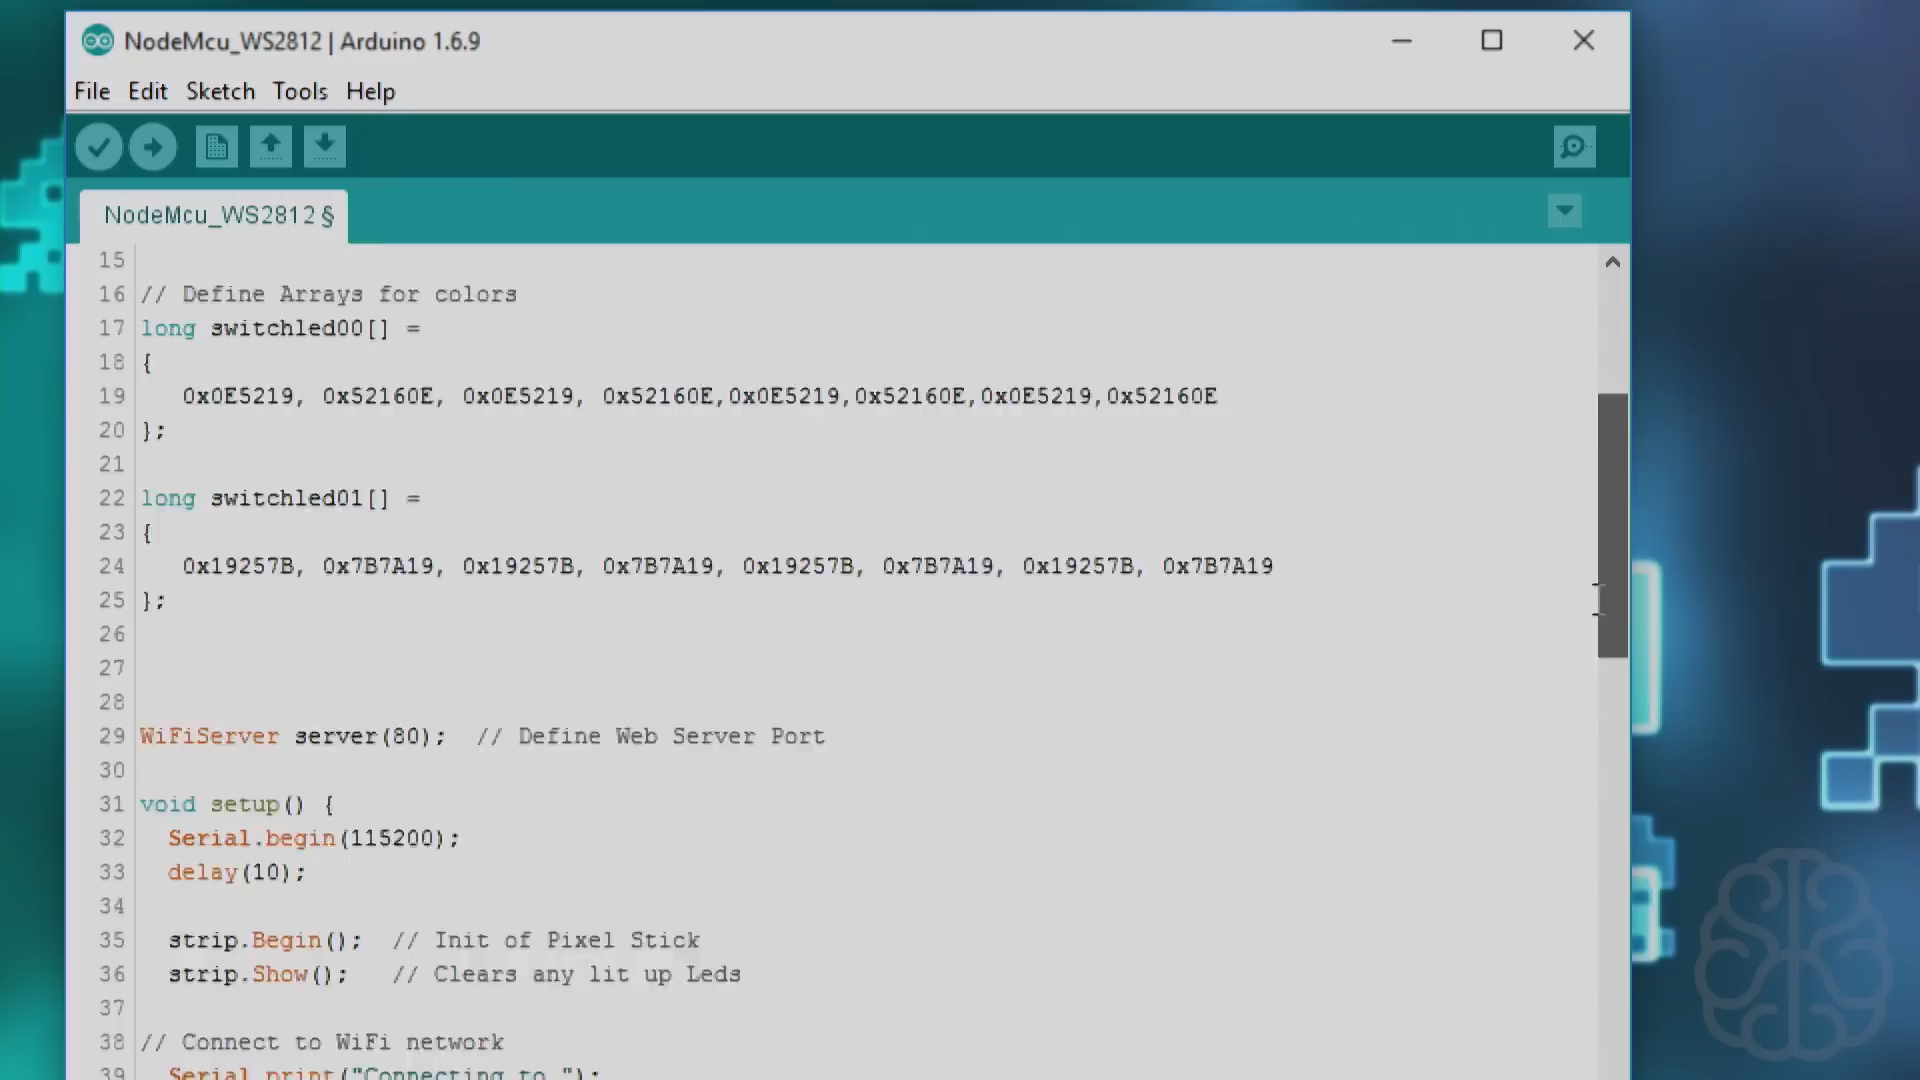 NodeMcu_WS2812 | Arduino 1.6.9
File Edit Sketch Tools Help
NodeMcu_WS2812 §
15
16 // Define Arrays for colors
17 long switchled00[] =
18 {
19 0x0E5219, 0x52160E, 0x0E5219, 0x52160E,0x0E5219,0x52160E,0x0E5219,0x52160E
20 };
21
22 long switchled01[] =
23 {
24 0x19257B, 0x7B7A19, 0x19257B, 0x7B7A19, 0x19257B, 0x7B7A19, 0x19257B, 0x7B7A19
25 };
26
27
28
29 WiFiServer server(80); // Define Web Server Port
30
31 void setup() {
32 Serial.begin(115200);
33 delay(10);
34
35 strip.Begin(); // Init of Pixel Stick
36 strip.Show(); // Clears any lit up Leds
37
38 // Connect to WiFi network
39 Serial.print("Connecting to ");